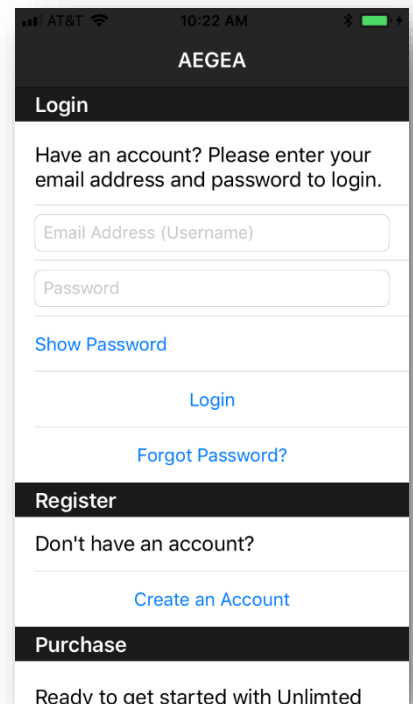 AT&T 10:22 AM
AEGEA
Login
Have an account? Please enter your
email address and password to login.
Email Address (Username)
Password
Show Password
Login
Forgot Password?
Register
Don't have an account?
Create an Account
Purchase
Ready to get started with Unlimted